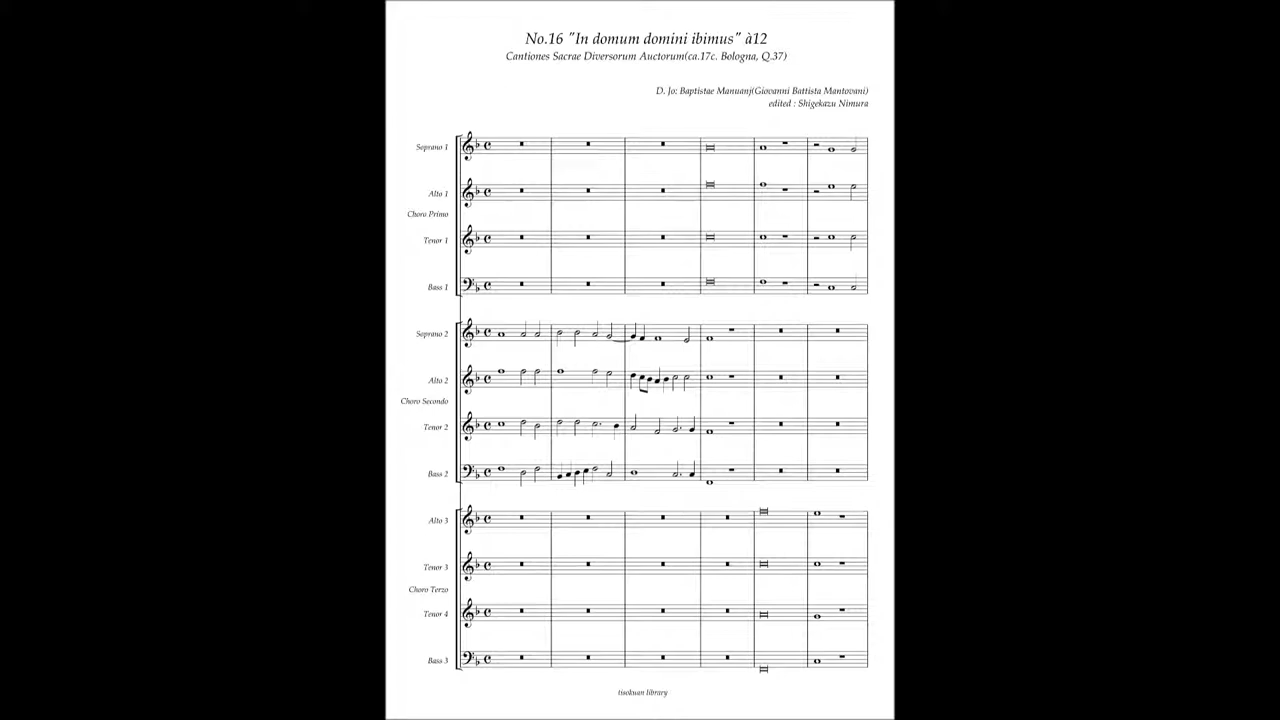 No.16 "In domum domini ibimus" à12
Cantiones Sacrae Diversorum Auctorum(ca.17c. Bologna, Q.37)
D. Jo: Baptistae Manuanj(Giovanni Battista Mantovani)
edited : Shigekazu Nimura
Soprano 1
Alto 1
Choro Primo
Tenor 1
Bass 1
Soprano 2
Alto 2
Choro Secondo
Tenor 2
Bass 2
Alto 3
Tenor 3
Choro Terzo
Tenor 4
Bass 3
tisokuan library